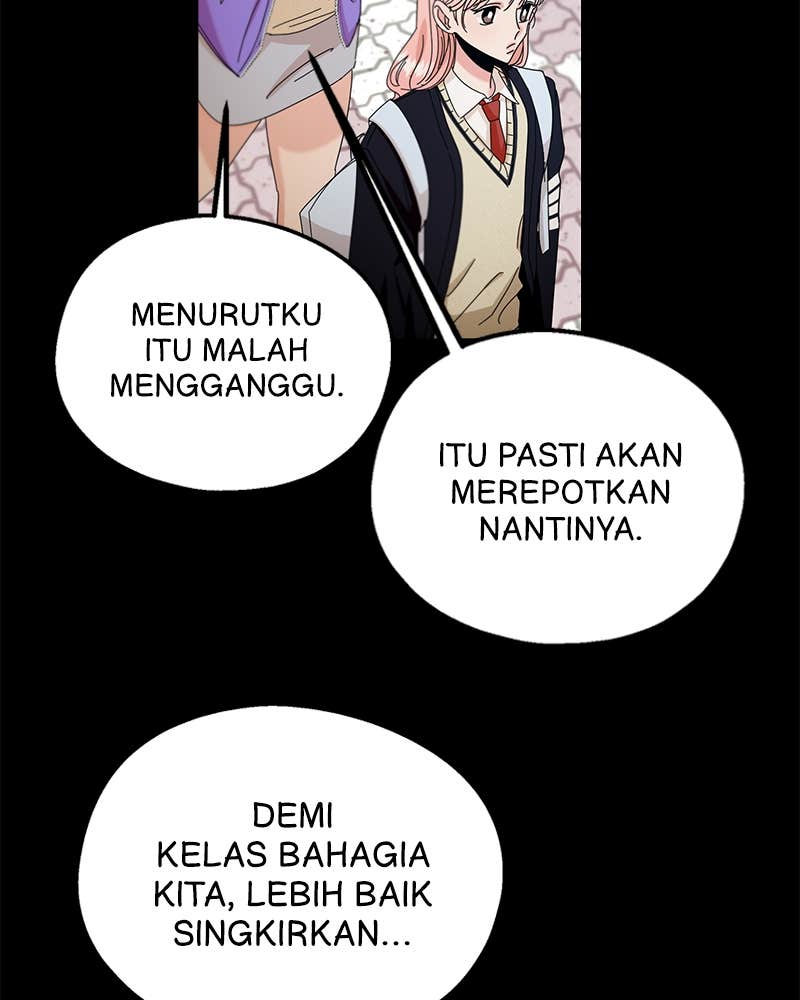 MENURUTKU
ITU MALAH
MENGGANGGU.
ITU PASTI AKAN
MEREPOTKAN
NANTINYA.
DEMI
KELAS BAHAGIA
KITA, LEBIH BAIK
SINGKIRKAN...